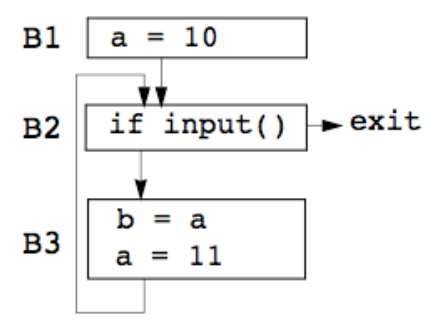 B1 a = 10
B2 if input() exit
B3 b = a
a = 11